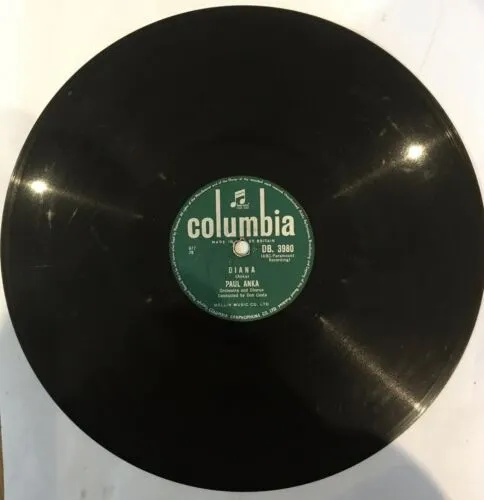 columbia
MADE IN GT. BRITAIN
DB. 3980
(ABC-Paramount
Recording)
DIANA
(Anka)
PAUL ANKA
Orchestra and Chorus
Conducted by Don Costa
MELLIN MUSIC CO. LTD.
COLUMBIA GRAPHOPHONE CO. LTD.